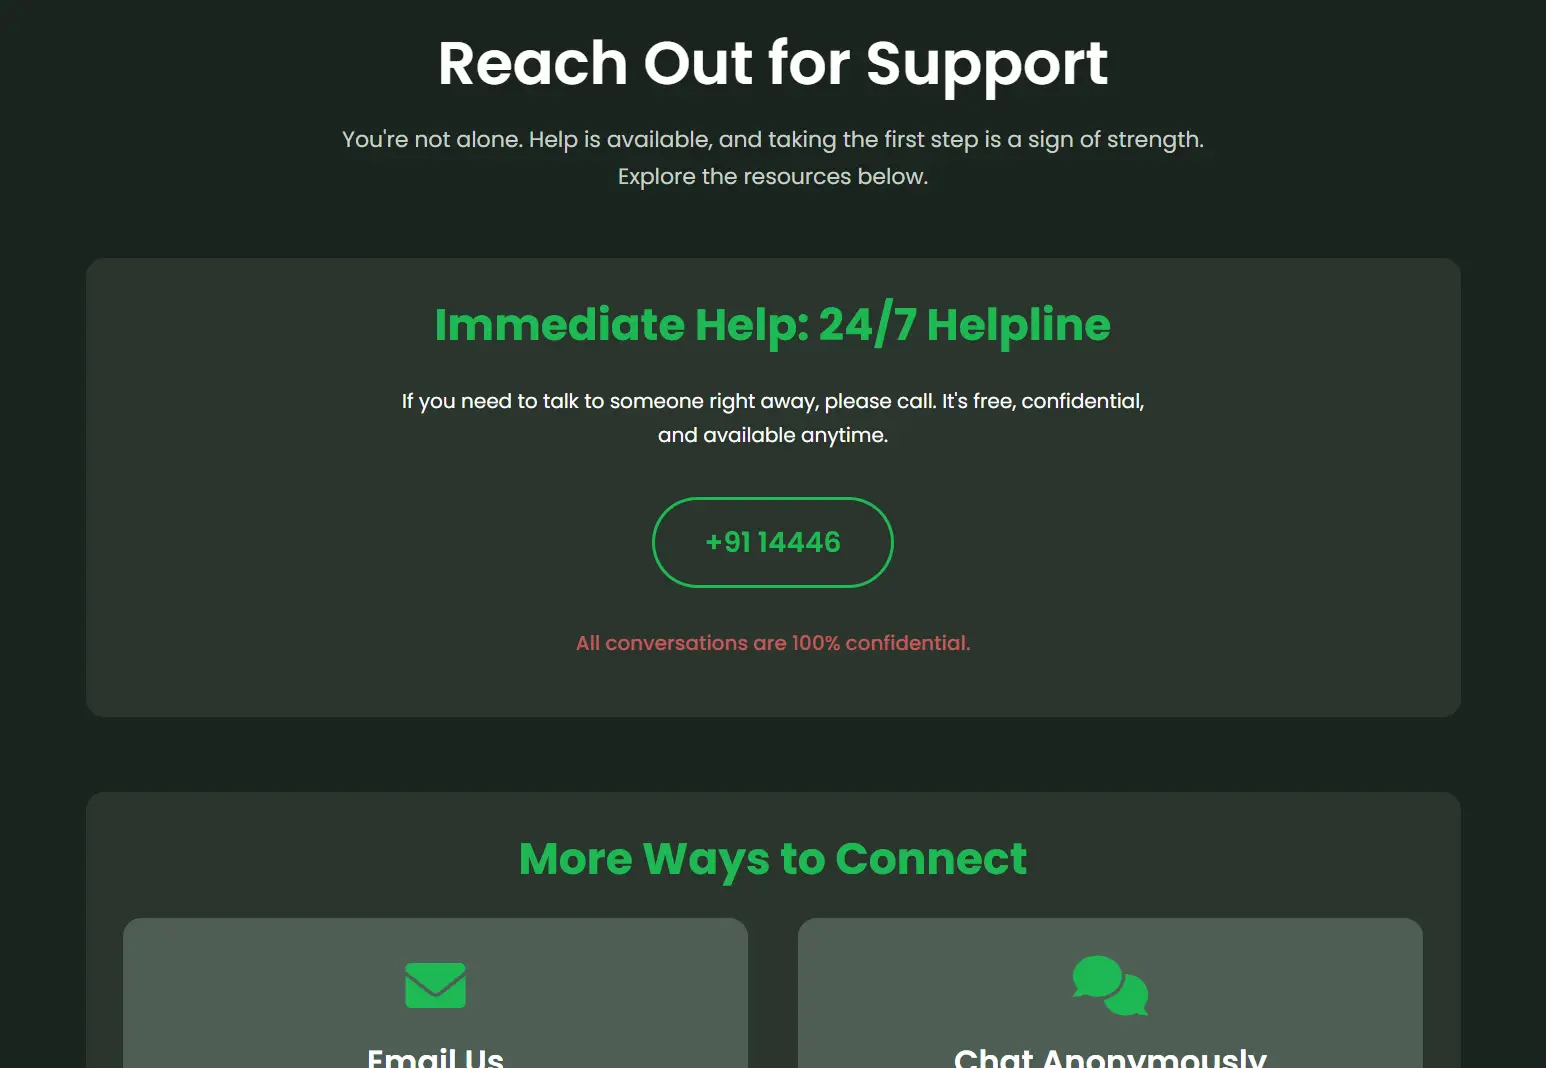 Reach Out for Support
You're not alone. Help is available, and taking the first step is a sign of strength.
Explore the resources below.
Immediate Help: 24/7 Helpline
If you need to talk to someone right away, please call. It's free, confidential,
and available anytime.
+91 14446
All conversations are 100% confidential.
More Ways to Connect
Email Us
Chat Anonymously